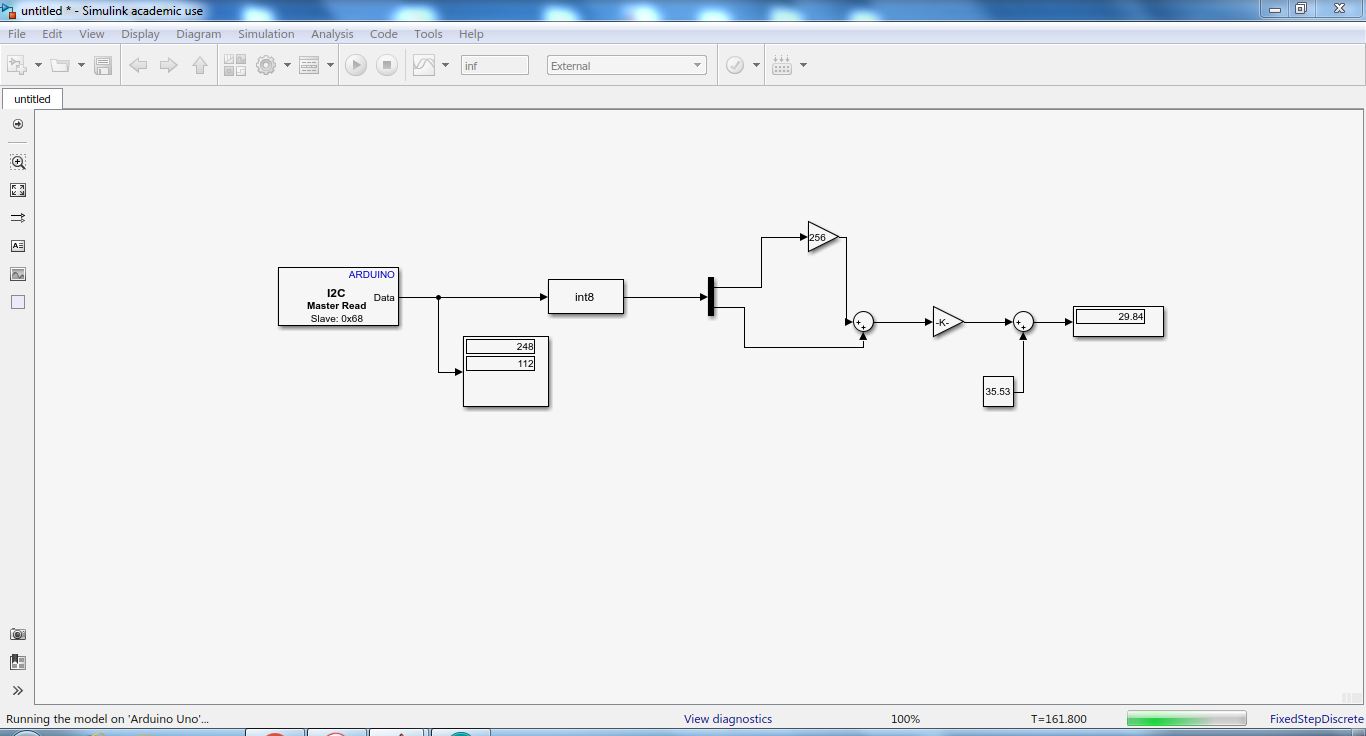 untitled * - Simulink academic use
File Edit View Display Diagram Simulation Analysis Code Tools Help
inf External
untitled
ARDUINO
I2C
Master Read
Slave: 0x68
Data
int8
256
-K-
29.84
248
112
35.53
Running the model on 'Arduino Uno'... View diagnostics 100% T=161.800 FixedStepDiscrete